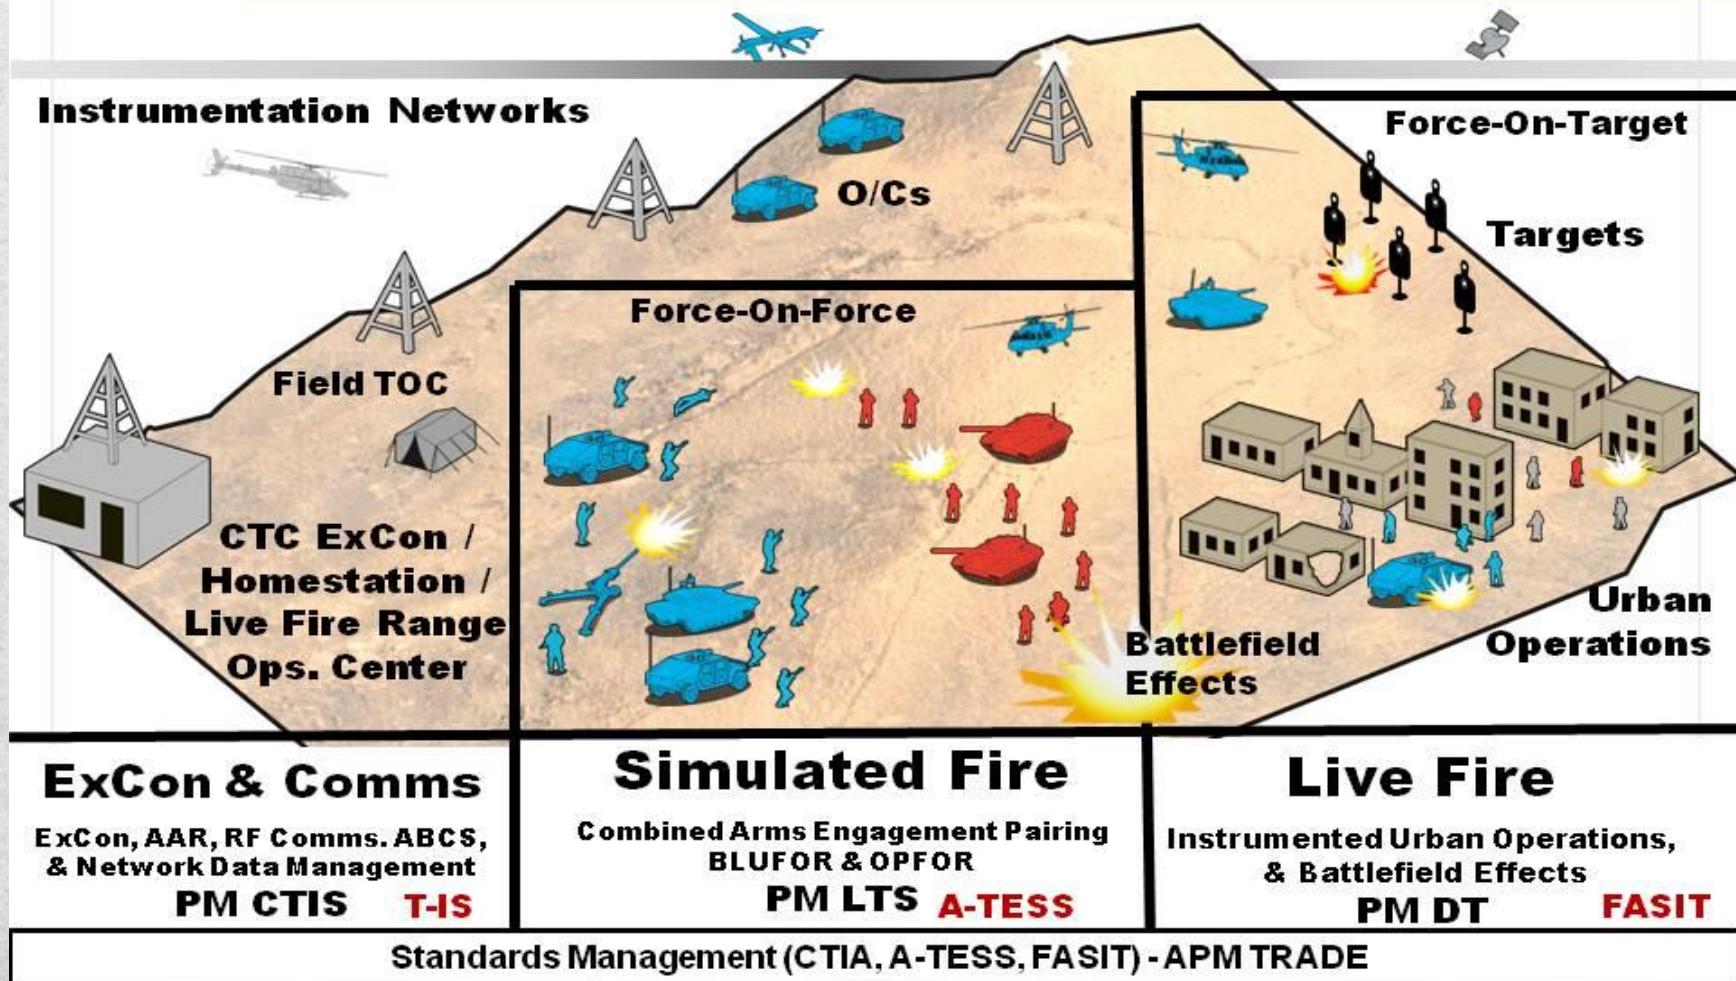 Instrumentation Networks
Force-On-Target
O/Cs
Targets
Force-On-Force
Field TOC
CTC ExCon /
Homestation /
Live Fire Range
Ops. Center
Battlefield
Effects
Urban
Operations
ExCon & Comms
ExCon, AAR, RF Comms. ABCS,
& Network Data Management
PM CTIS T-IS
Simulated Fire
Combined Arms Engagement Pairing
BLUFOR & OPFOR
PM LTS A-TESS
Live Fire
Instrumented Urban Operations,
& Battlefield Effects
PM DT FASIT
Standards Management (CTIA, A-TESS, FASIT) - APM TRADE